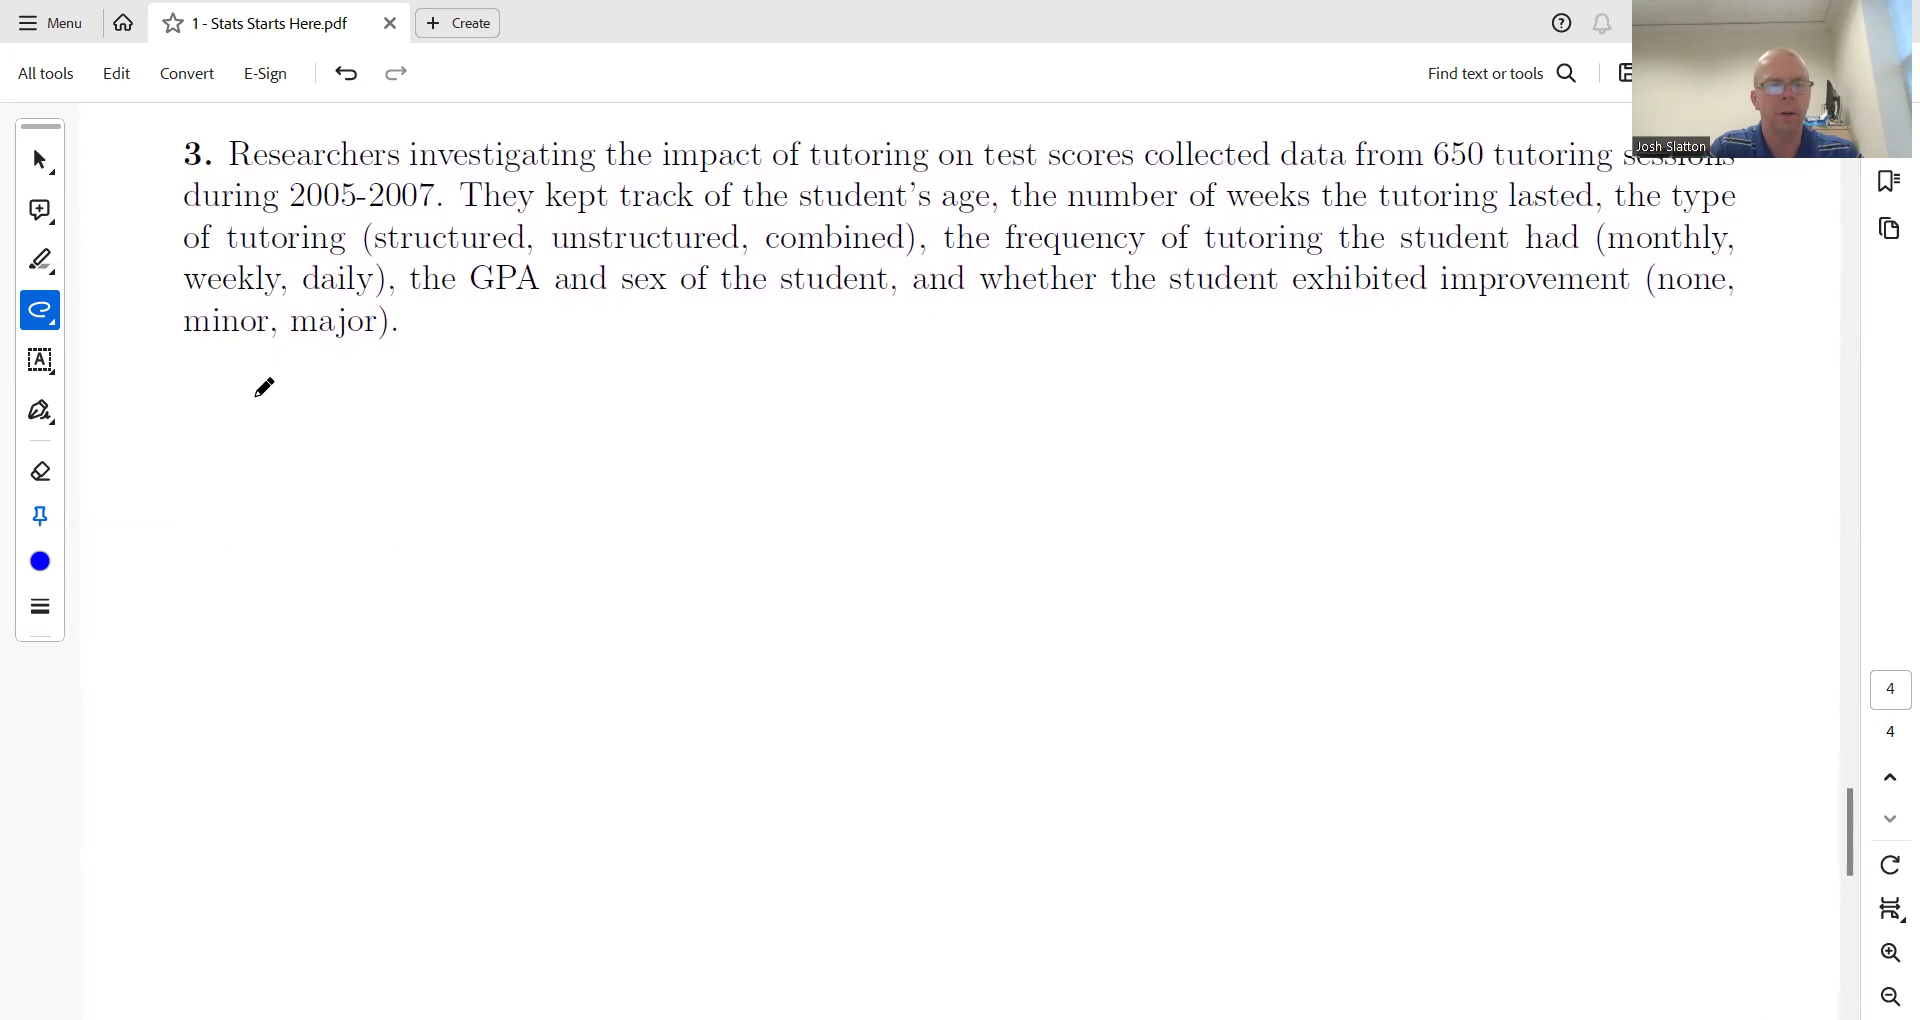 Menu
1 - Stats Starts Here.pdf
Create
All tools
Edit
Convert
E-Sign
Find text or tools
Josh Slatton
3. Researchers investigating the impact of tutoring on test scores collected data from 650 tutoring sessions
during 2005-2007. They kept track of the student's age, the number of weeks the tutoring lasted, the type
of tutoring (structured, unstructured, combined), the frequency of tutoring the student had (monthly,
weekly, daily), the GPA and sex of the student, and whether the student exhibited improvement (none,
minor, major).
4
4